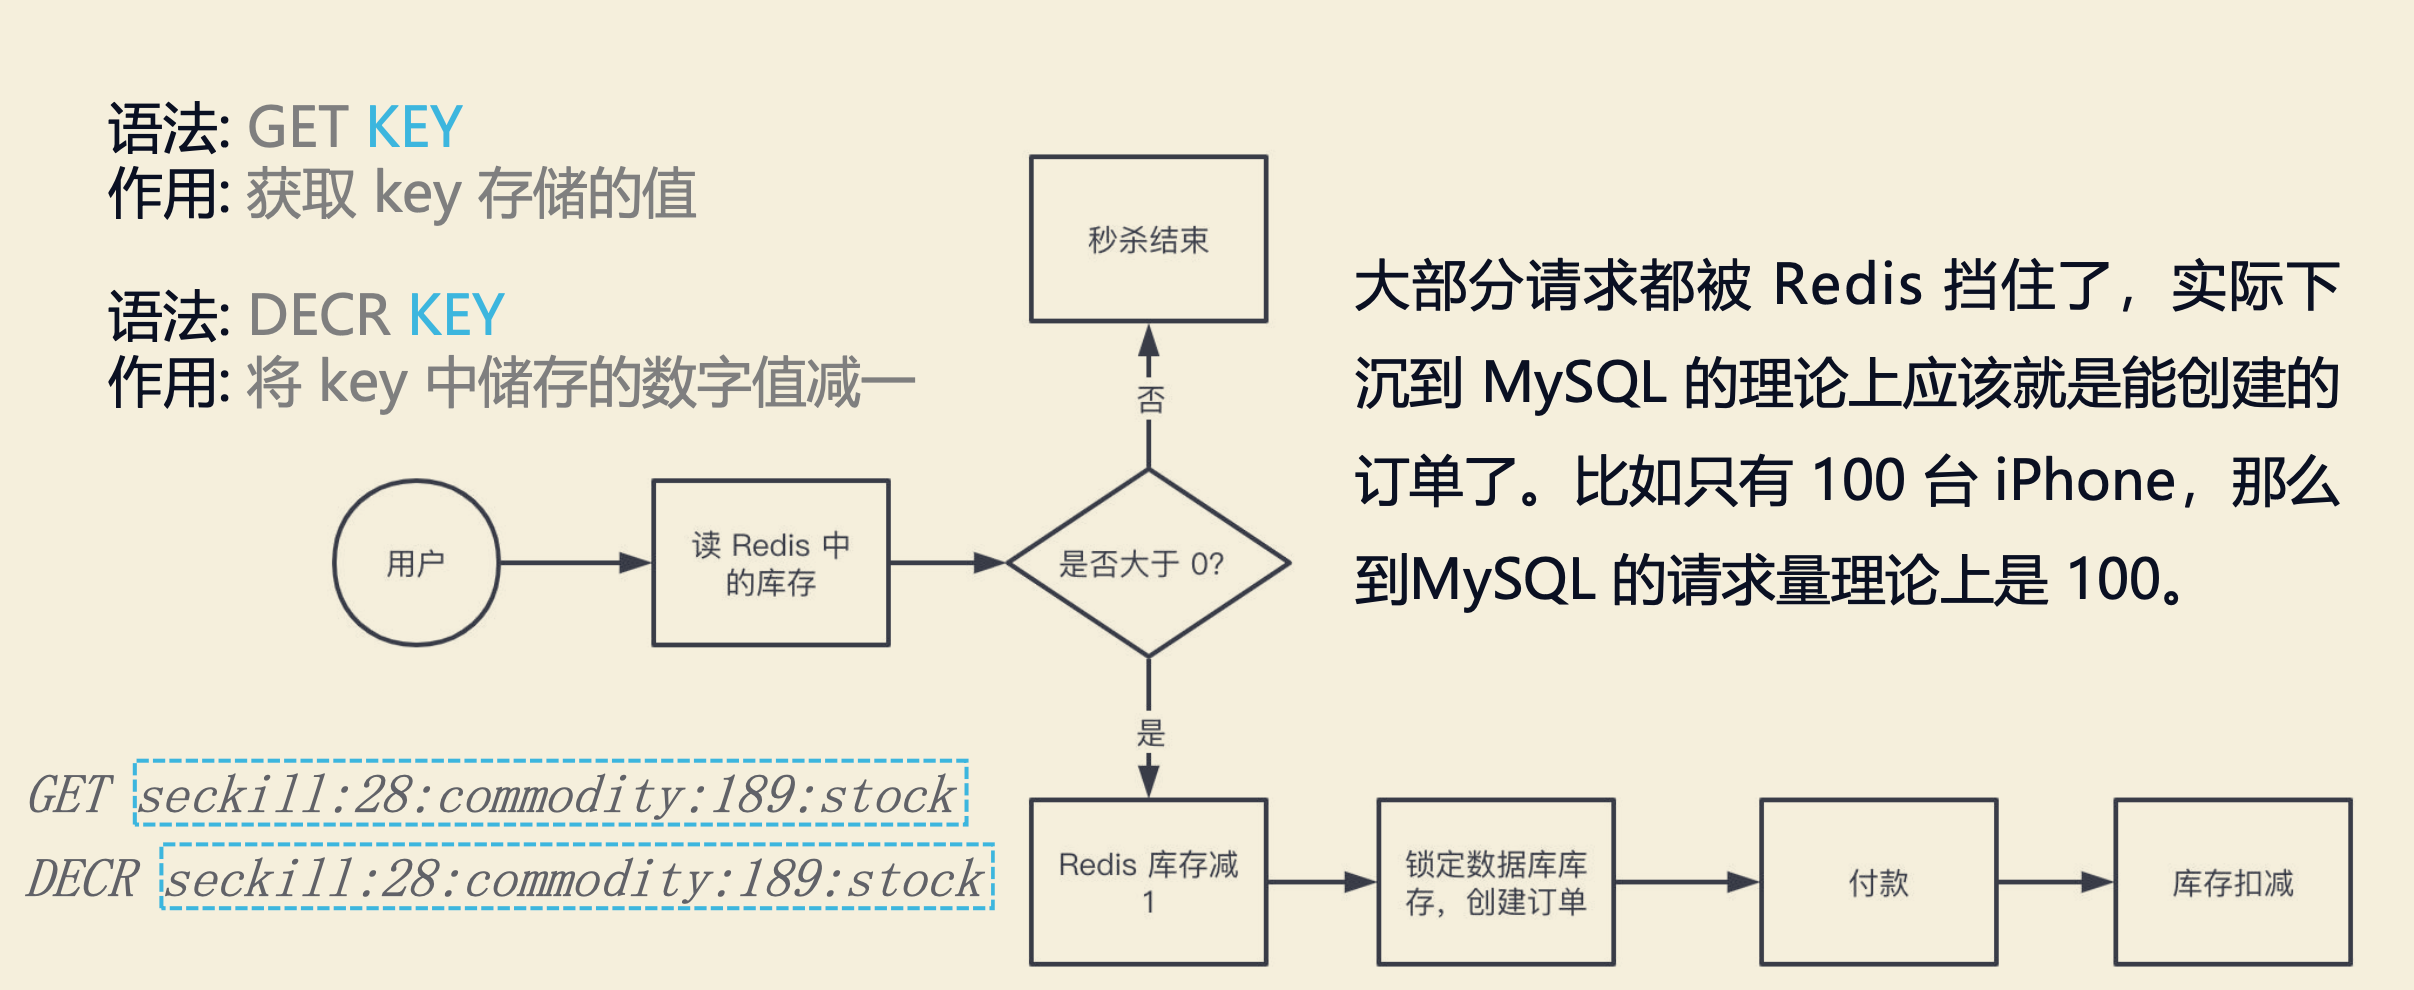 语法: GET KEY
作用: 获取 key 存储的值
语法: DECR KEY
作用: 将 key 中储存的数字值减一
秒杀结束
否
大部分请求都被 Redis 挡住了，实际下
沉到 MySQL 的理论上应该就是能创建的
订单了。比如只有 100 台 iPhone，那么
到MySQL 的请求量理论上是 100。
用户
读 Redis 中
的库存
是否大于 0?
是
GET seckill:28:commodity:189:stock
DECR seckill:28:commodity:189:stock
Redis 库存减
1
锁定数据库库
存，创建订单
付款
库存扣减